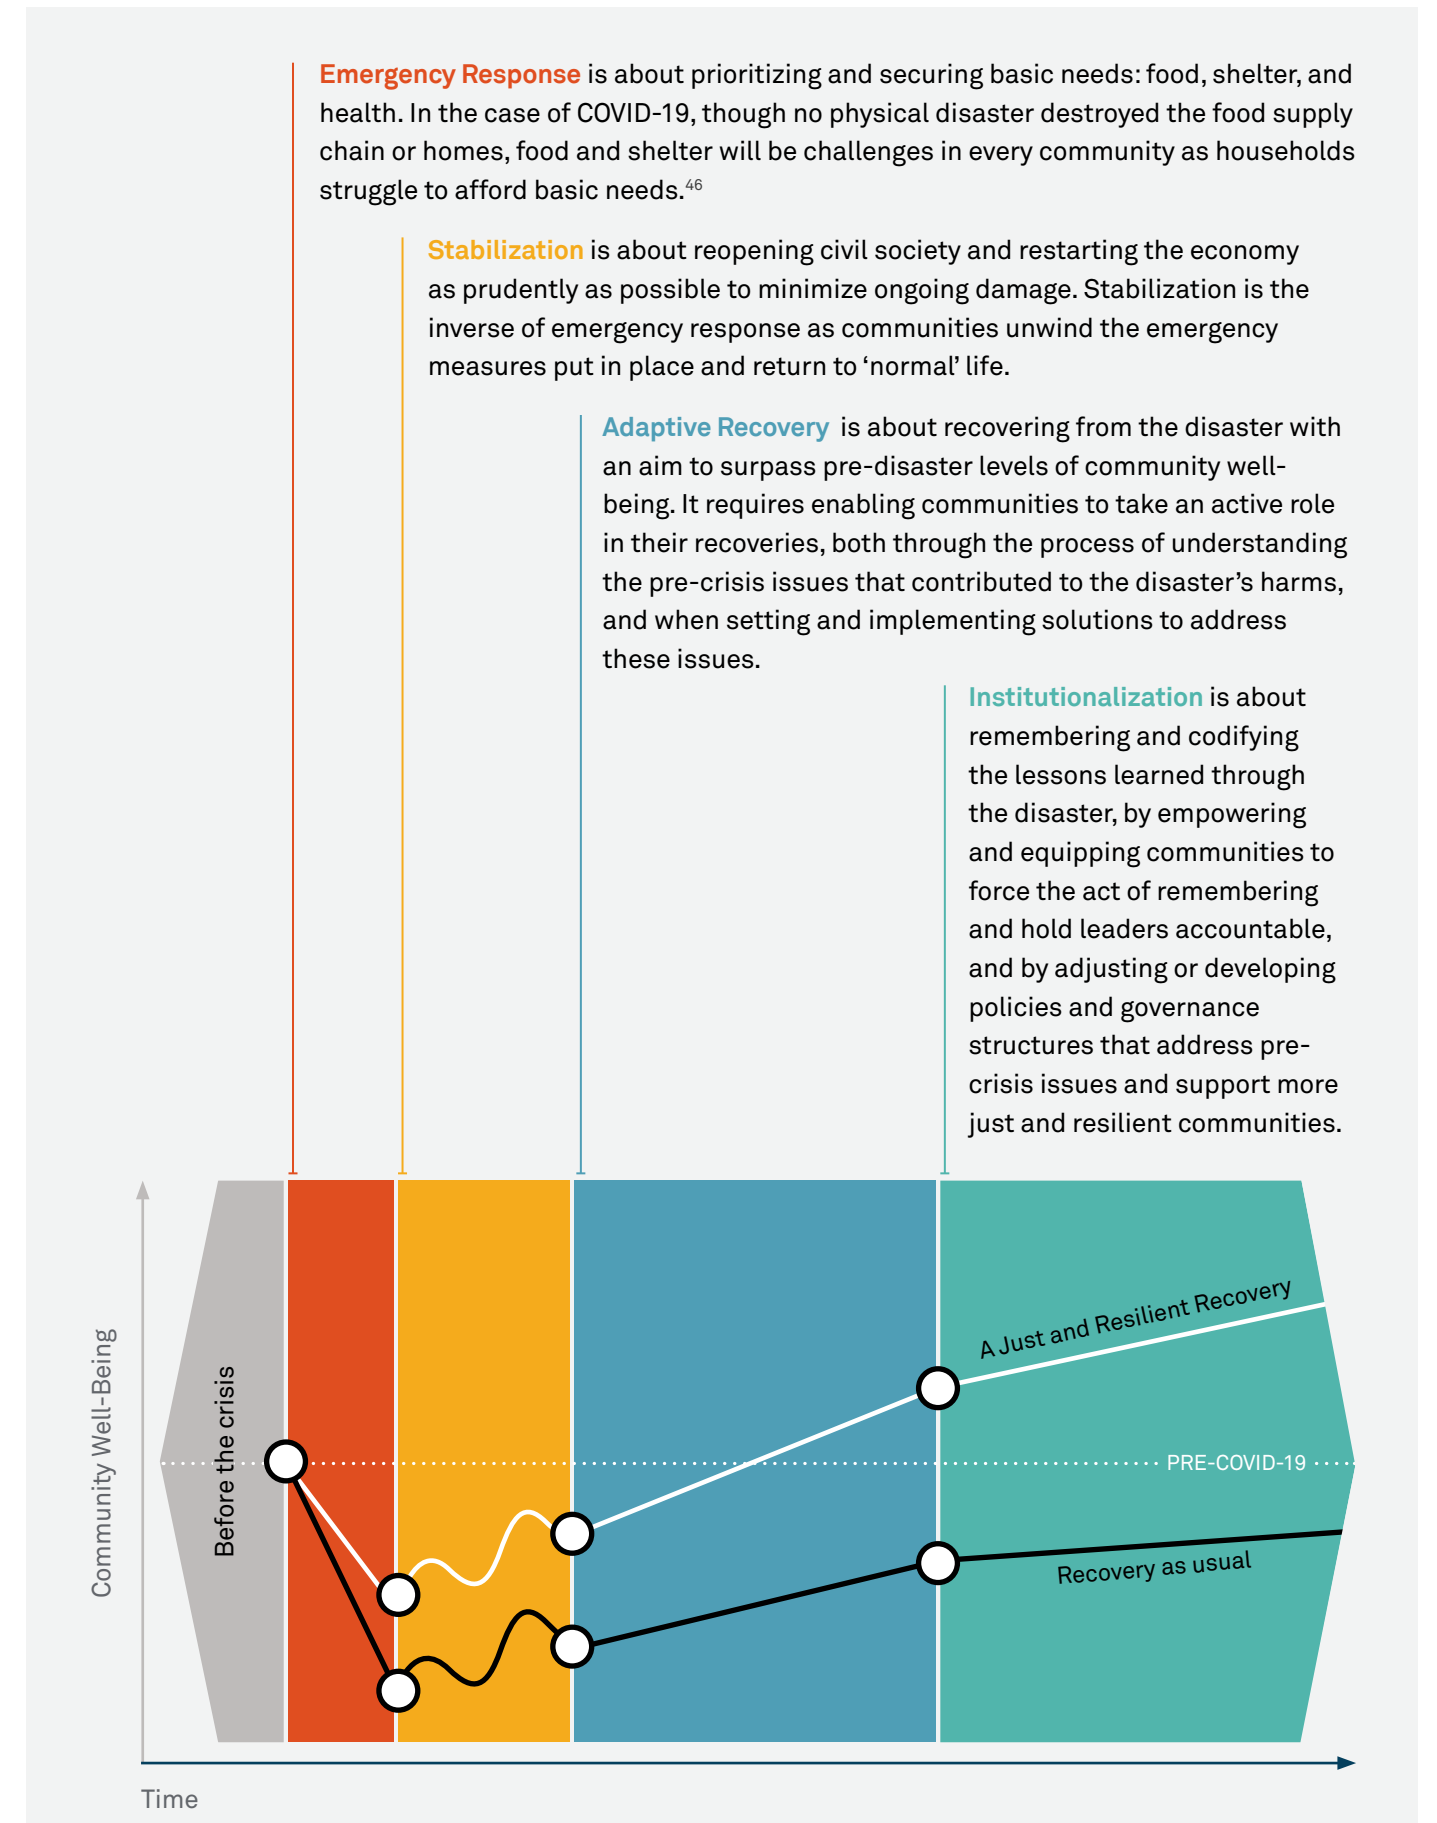 Emergency Response is about prioritizing and securing basic needs: food, shelter, and
health. In the case of COVID-19, though no physical disaster destroyed the food supply
chain or homes, food and shelter will be challenges in every community as households
struggle to afford basic needs.46
Stabilization is about reopening civil society and restarting the economy
as prudently as possible to minimize ongoing damage. Stabilization is the
inverse of emergency response as communities unwind the emergency
measures put in place and return to ‘normal’ life.
Adaptive Recovery is about recovering from the disaster with
an aim to surpass pre-disaster levels of community well-
being. It requires enabling communities to take an active role
in their recoveries, both through the process of understanding
the pre-crisis issues that contributed to the disaster’s harms,
and when setting and implementing solutions to address
these issues.
Institutionalization is about
remembering and codifying
the lessons learned through
the disaster, by empowering
and equipping communities to
force the act of remembering
and hold leaders accountable,
and by adjusting or developing
policies and governance
structures that address pre-
crisis issues and support more
just and resilient communities.
Community Well-Being
Before the crisis
A Just and Resilient Recovery
PRE-COVID-19
Recovery as usual
Time